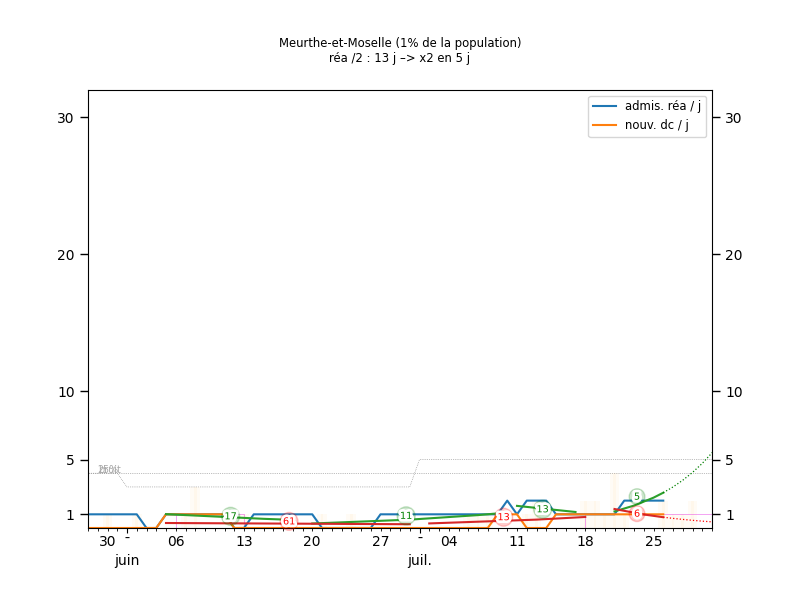 Meurthe-et-Moselle (1% de la population)
réa /2 : 13 j –> x2 en 5 j
admis. réa / j
nouv. dc / j
30 30
20 20
10 10
5 5
1 1
17 61 11 13 13 5 6
30 - 06 13 20 27 - 04 11 18 25
juin juil.